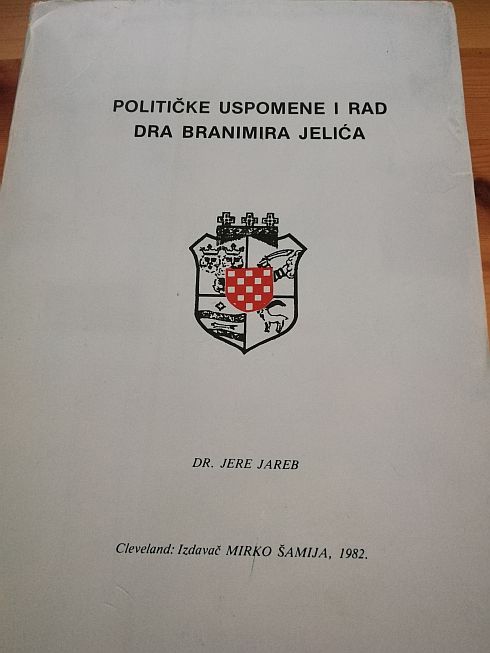 POLITIČKE USPOMENE I RAD
DRA BRANIMIRA JELIĆA
DR. JERE JAREB
Cleveland: Izdavač MIRKO ŠAMIJA, 1982.